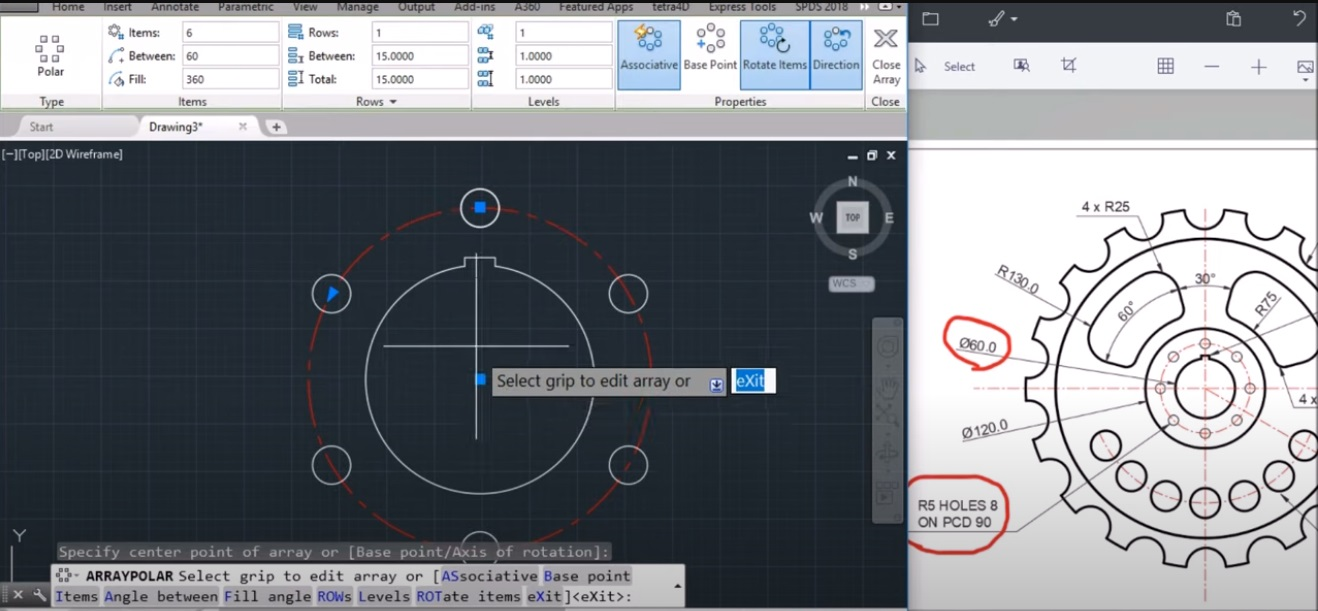 Home Insert Annotate Parametric View Manage Output Add-ins A360 Featured Apps tetra4D Express Tools SPDS 2018
Items: 6 Rows: 1 1
Between: 60 Between: 15.0000 1.0000
Fill: 360 Total: 15.0000 1.0000
Polar
Associative Base Point Rotate Items Direction Close Array
Type Items Rows Levels Properties Close
Start Drawing3* x +
[−][Top][2D Wireframe]
N
W TOP E
S
WCS
Select grip to edit array or eXit
Y
Specify center point of array or [Base point/Axis of rotation]:
ARRAYPOLAR Select grip to edit array or [ASsociative Base point
Items Angle between Fill angle ROWs Levels ROTate items eXit]<eXit>:
Select
4 x R25
R130.0
30°
60°
R75
Ø60.0
4 x
Ø120.0
R5 HOLES 8
ON PCD 90